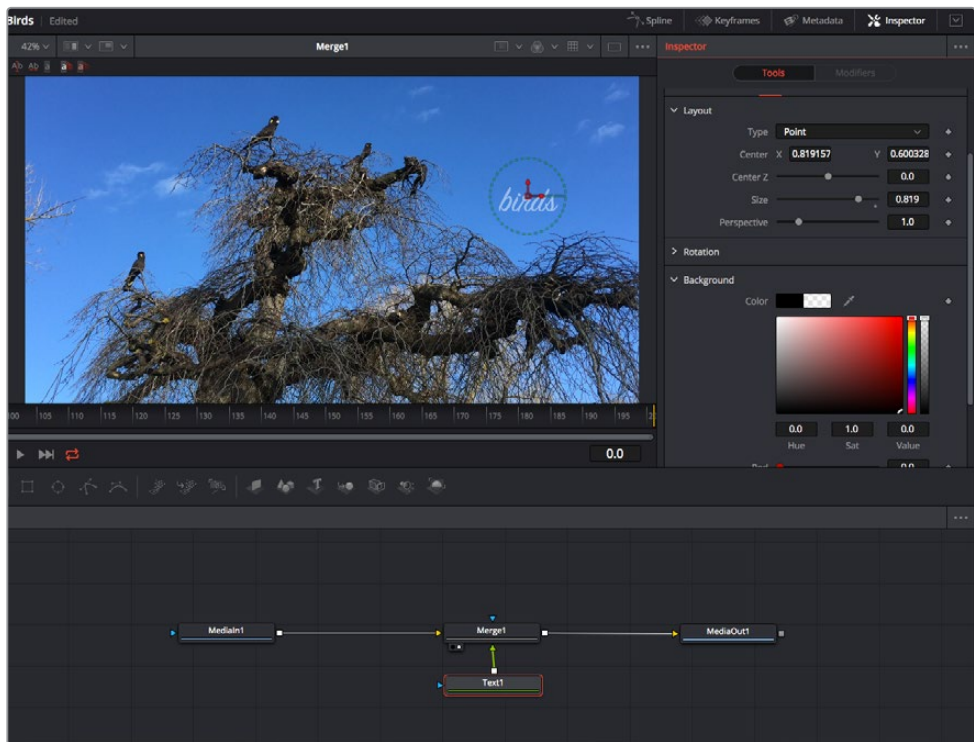 Birds Edited Spline Keyframes Metadata Inspector
42% Merge1 Inspector
Tools Modifiers
Layout
Type Point
Center X 0.819157 Y 0.600328
Center Z 0.0
Size 0.819
Perspective 1.0
Rotation
Background
Color
birds
0.0 1.0 0.0
Hue Sat Value
100 105 110 115 120 125 130 135 140 145 150 155 160 165 170 175 180 185 190 195
0.0
MediaIn1 Merge1 MediaOut1
Text1